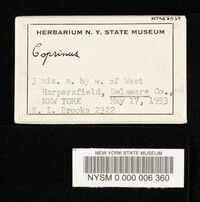 HERBARIUM N. Y. STATE MUSEUM
Coprinus
3 mis. s. by w. of West
Harpersfield, Delaware Co.,
NEW YORK May 17, 1953
K. L. Brooks 2322
NEW YORK STATE MUSEUM
NYSM 0 000 006 360